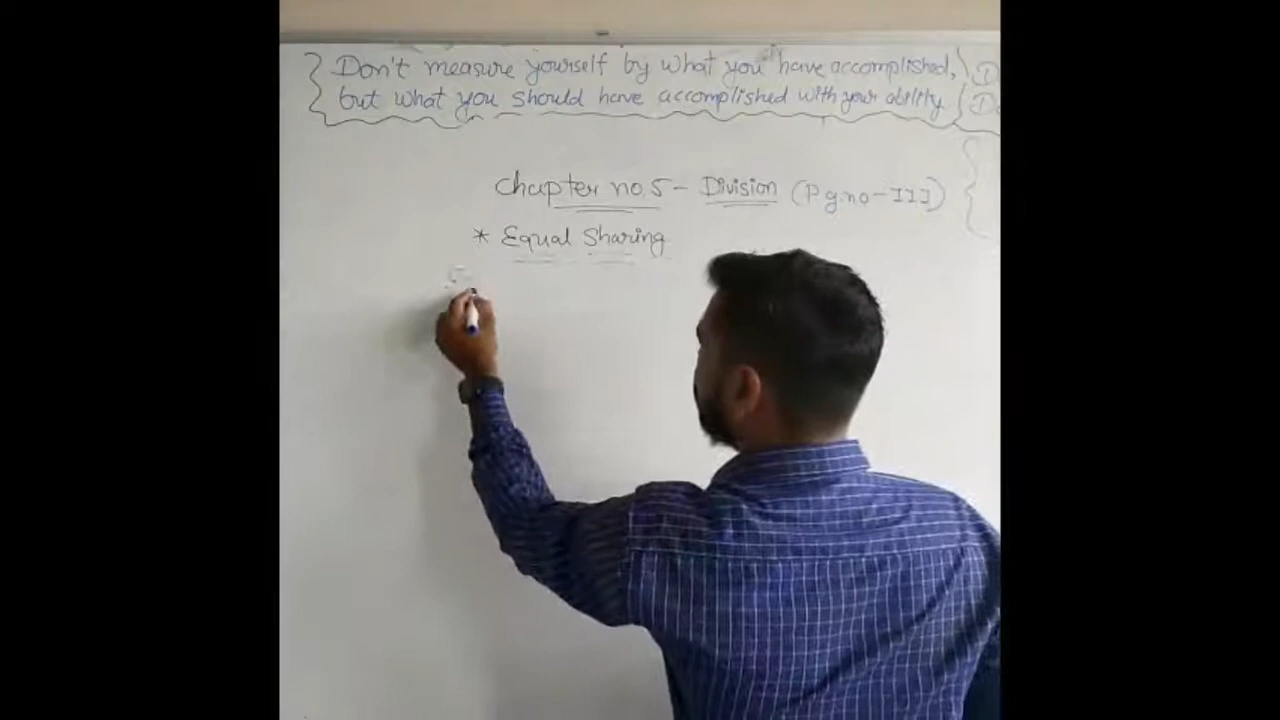 Don't measure yourself by what you have accomplished,
but what you should have accomplished with your ability
Chapter no. 5 - Division (Pg.no-III)
* Equal Sharing